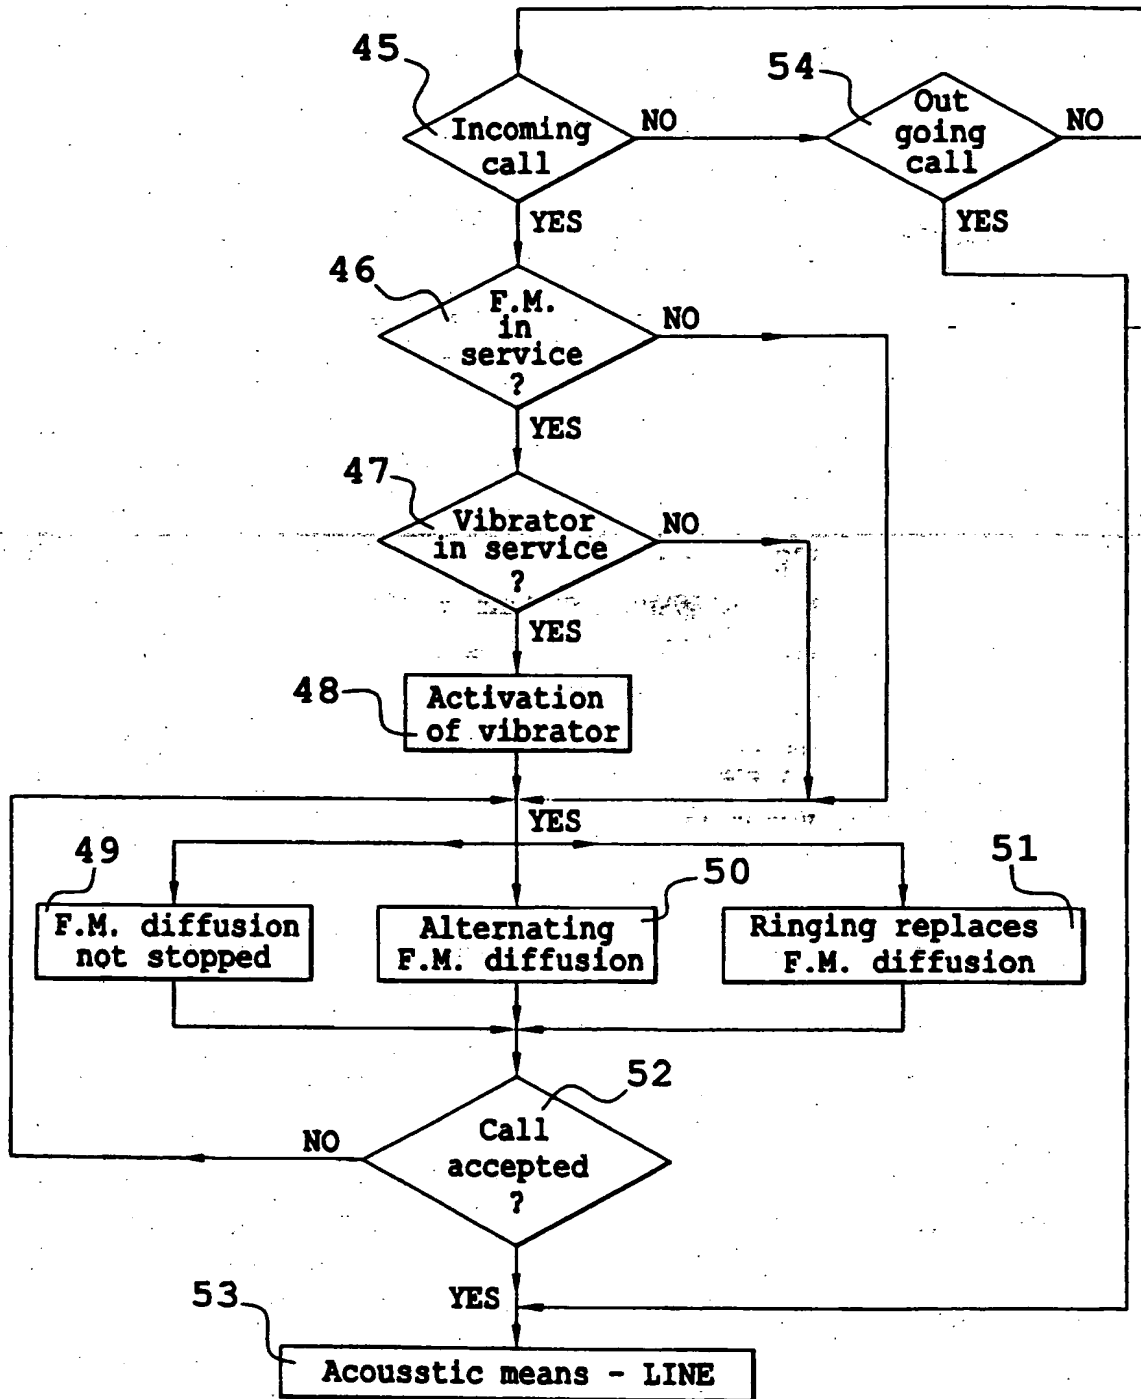 45
Incoming
call
NO
54
Out
going
call
NO
YES
YES
46
F.M.
in
service
?
NO
YES
47
Vibrator
in service
?
NO
YES
48
Activation
of vibrator
YES
49
F.M. diffusion
not stopped
50
Alternating
F.M. diffusion
51
Ringing replaces
F.M. diffusion
52
Call
accepted
?
NO
YES
53
Acousstic means - LINE